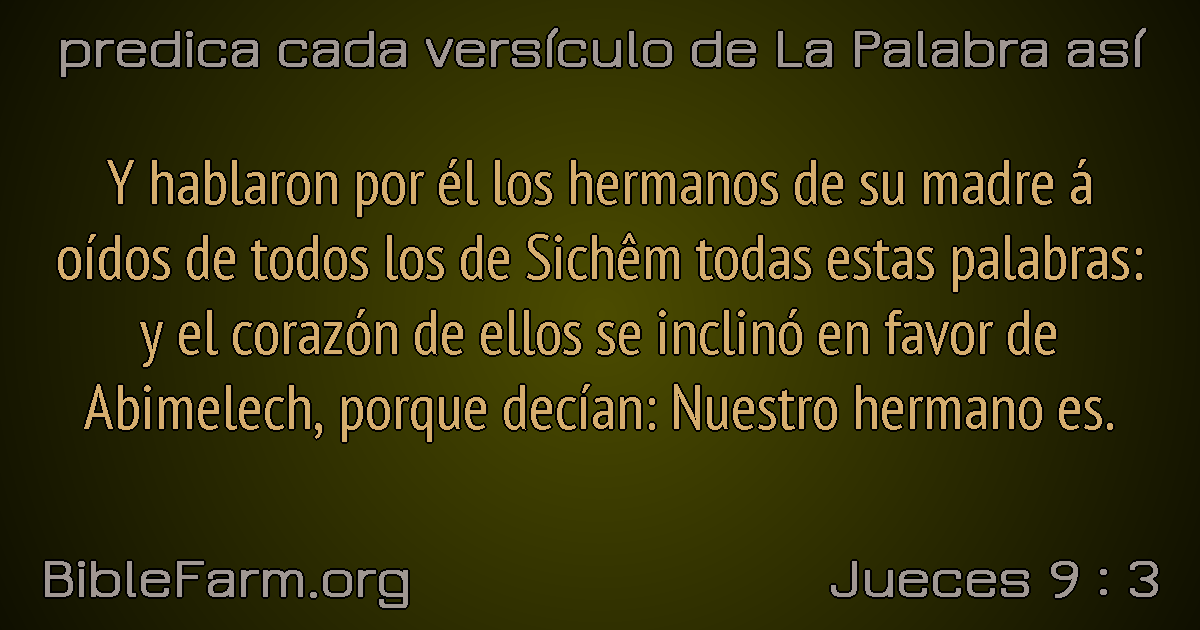 predica cada versículo de La Palabra así
Y hablaron por él los hermanos de su madre á
oídos de todos los de Sichêm todas estas palabras:
y el corazón de ellos se inclinó en favor de
Abimelech, porque decían: Nuestro hermano es.
BibleFarm.org
Jueces 9 : 3